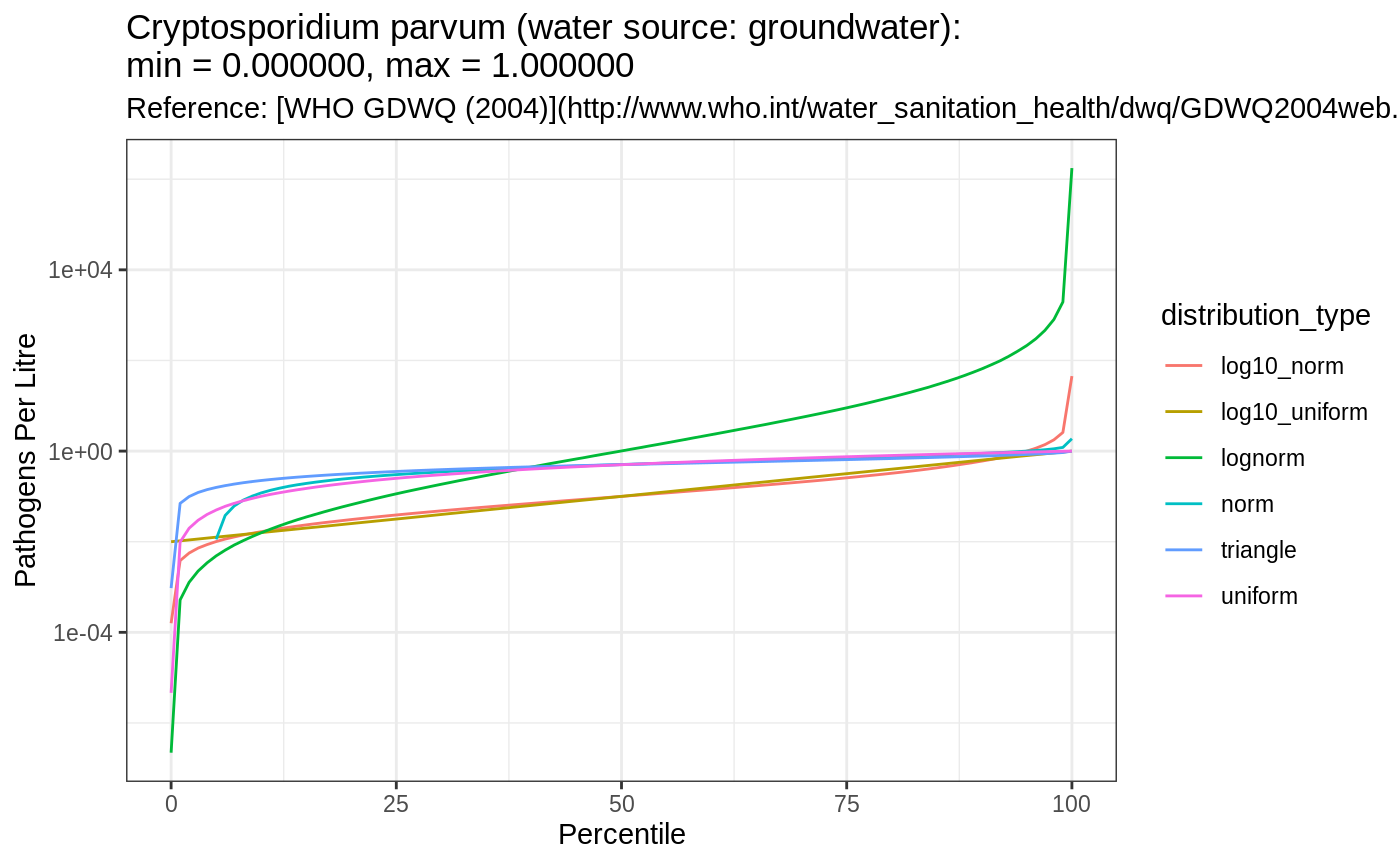 Cryptosporidium parvum (water source: groundwater):
min = 0.000000, max = 1.000000
Reference: [WHO GDWQ (2004)](http://www.who.int/water_sanitation_health/dwq/GDWQ2004web.
Pathogens Per Litre
1e+04
1e+00
1e-04
0 25 50 75 100
Percentile
distribution_type
log10_norm
log10_uniform
lognorm
norm
triangle
uniform